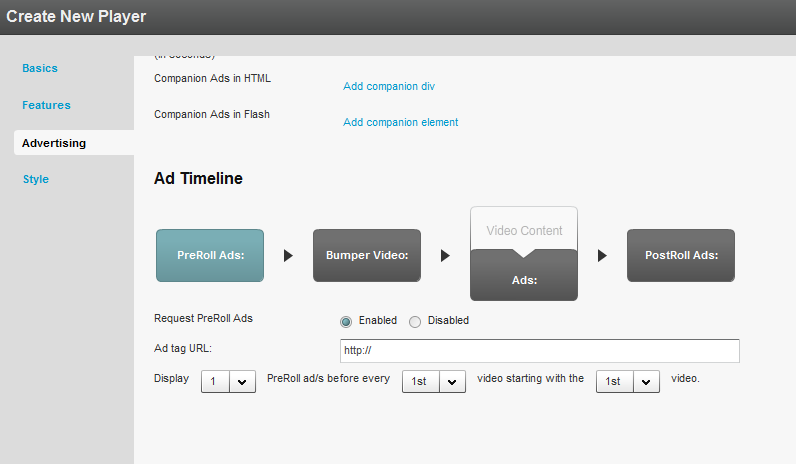 Create New Player
Basics
Features
Advertising
Style
(in seconds)
Companion Ads in HTML
Add companion div
Companion Ads in Flash
Add companion element
Ad Timeline
PreRoll Ads:
Bumper Video:
Video Content
Ads:
PostRoll Ads:
Request PreRoll Ads Enabled Disabled
Ad tag URL: http://
Display 1 PreRoll ad/s before every 1st video starting with the 1st video.